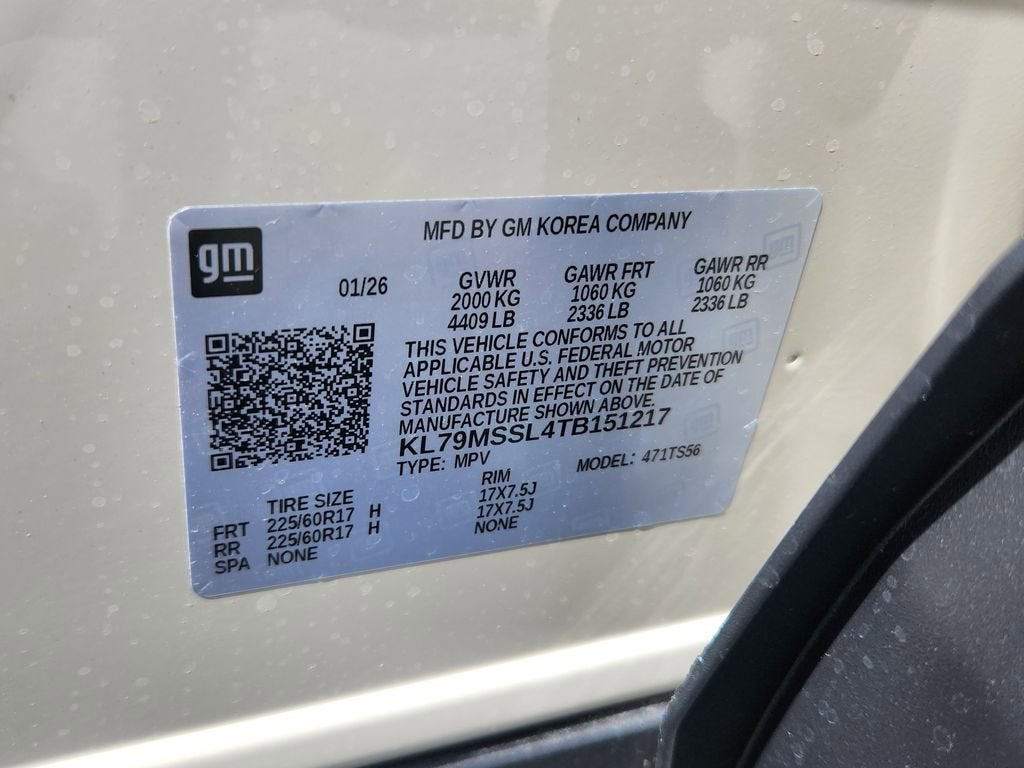 gm
MFD BY GM KOREA COMPANY
01/26
GVWR
2000 KG
4409 LB
GAWR FRT
1060 KG
2336 LB
GAWR RR
1060 KG
2336 LB
THIS VEHICLE CONFORMS TO ALL
APPLICABLE U.S. FEDERAL MOTOR
VEHICLE SAFETY AND THEFT PREVENTION
STANDARDS IN EFFECT ON THE DATE OF
MANUFACTURE SHOWN ABOVE.
KL79MSSL4TB151217
TYPE: MPV
MODEL: 471TS56
TIRE SIZE
RIM
FRT 225/60R17 H 17X7.5J
RR 225/60R17 H 17X7.5J
SPA NONE NONE